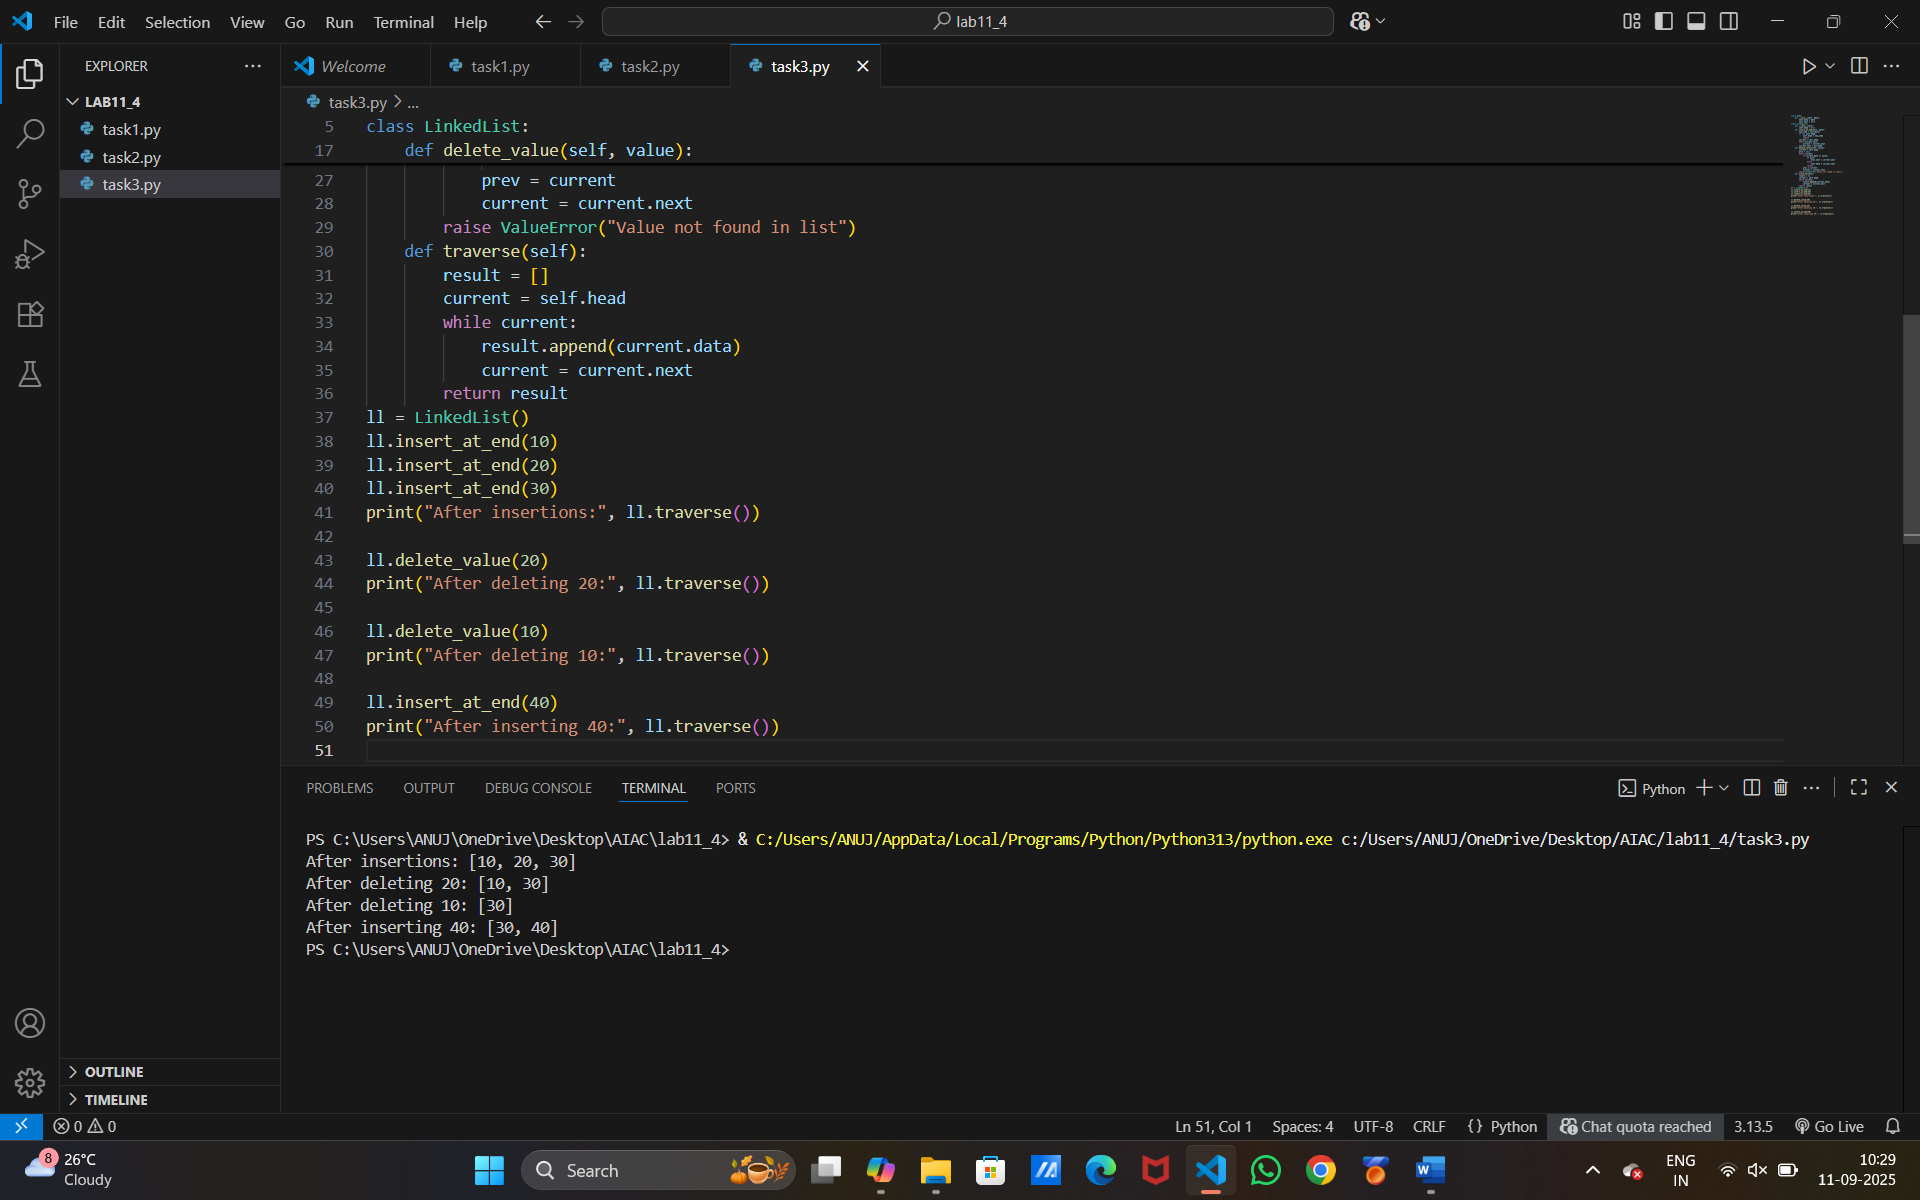 File Edit Selection View Go Run Terminal Help
lab11_4
EXPLORER
LAB11_4
task1.py
task2.py
task3.py
Welcome
task1.py
task2.py
task3.py
task3.py > ...
5 class LinkedList:
17     def delete_value(self, value):
27             prev = current
28             current = current.next
29         raise ValueError("Value not found in list")
30     def traverse(self):
31         result = []
32         current = self.head
33         while current:
34             result.append(current.data)
35             current = current.next
36         return result
37 ll = LinkedList()
38 ll.insert_at_end(10)
39 ll.insert_at_end(20)
40 ll.insert_at_end(30)
41 print("After insertions:", ll.traverse())
42
43 ll.delete_value(20)
44 print("After deleting 20:", ll.traverse())
45
46 ll.delete_value(10)
47 print("After deleting 10:", ll.traverse())
48
49 ll.insert_at_end(40)
50 print("After inserting 40:", ll.traverse())
51
PROBLEMS OUTPUT DEBUG CONSOLE TERMINAL PORTS
Python
PS C:\Users\ANUJ\OneDrive\Desktop\AIAC\lab11_4> & C:/Users/ANUJ/AppData/Local/Programs/Python/Python313/python.exe c:/Users/ANUJ/OneDrive/Desktop/AIAC/lab11_4/task3.py
After insertions: [10, 20, 30]
After deleting 20: [10, 30]
After deleting 10: [30]
After inserting 40: [30, 40]
PS C:\Users\ANUJ\OneDrive\Desktop\AIAC\lab11_4>
OUTLINE
TIMELINE
0 0
Ln 51, Col 1 Spaces: 4 UTF-8 CRLF {} Python Chat quota reached 3.13.5 Go Live
8
26°C
Cloudy
Search
ENG
IN
10:29
11-09-2025